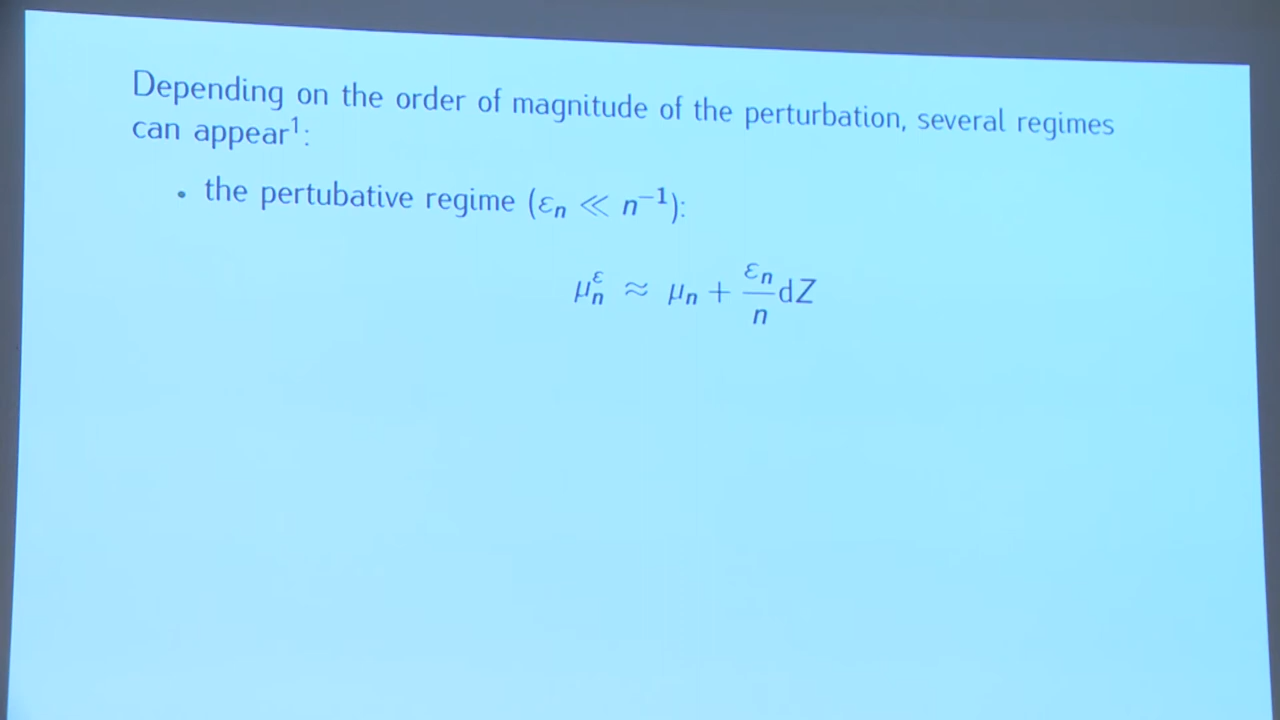 Depending on the order of magnitude of the perturbation, several regimes
can appear¹:
• the pertubative regime (εₙ ≪ n⁻¹):
μₙᵋ ≈ μₙ + εₙ/n dZ